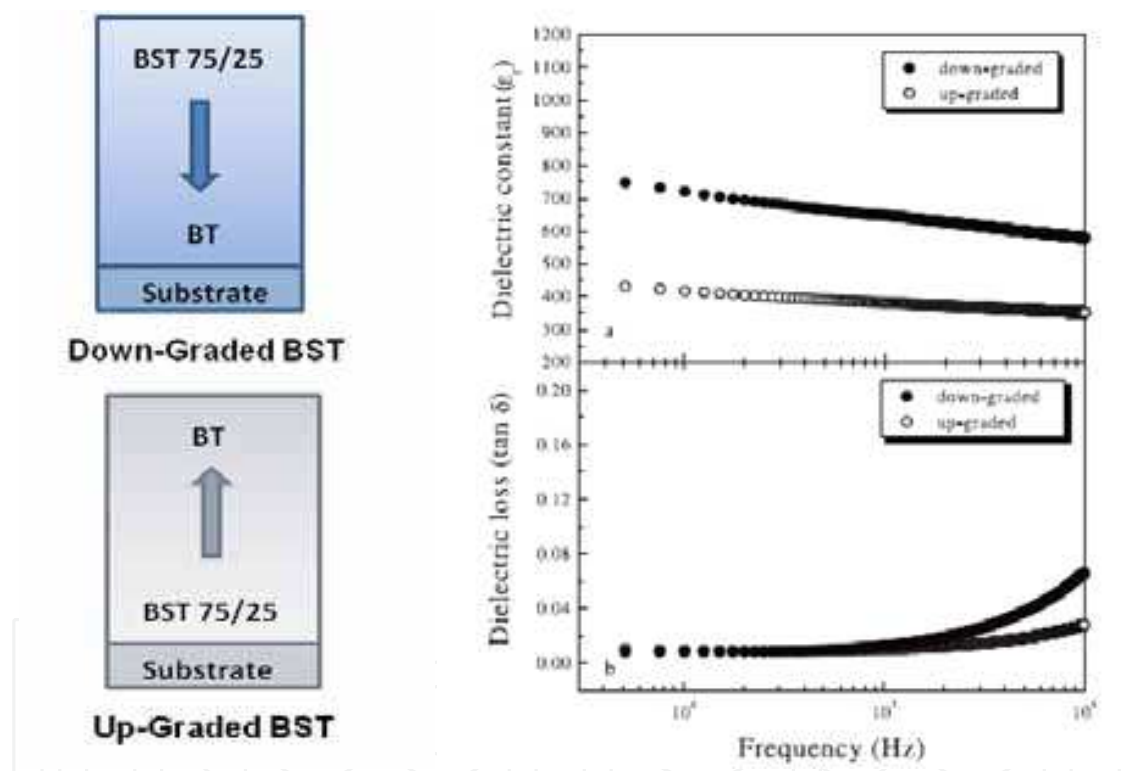 BST 75/25
BT
Substrate
Down-Graded BST
BT
BST 75/25
Substrate
Up-Graded BST
Dielectric constant (εr)
1200
1100
1000
900
800
700
600
500
400
300
200
down-graded
up-graded
a
Dielectric loss (tan δ)
0.20
0.16
0.12
0.08
0.04
0.00
down-graded
up-graded
b
Frequency (Hz)